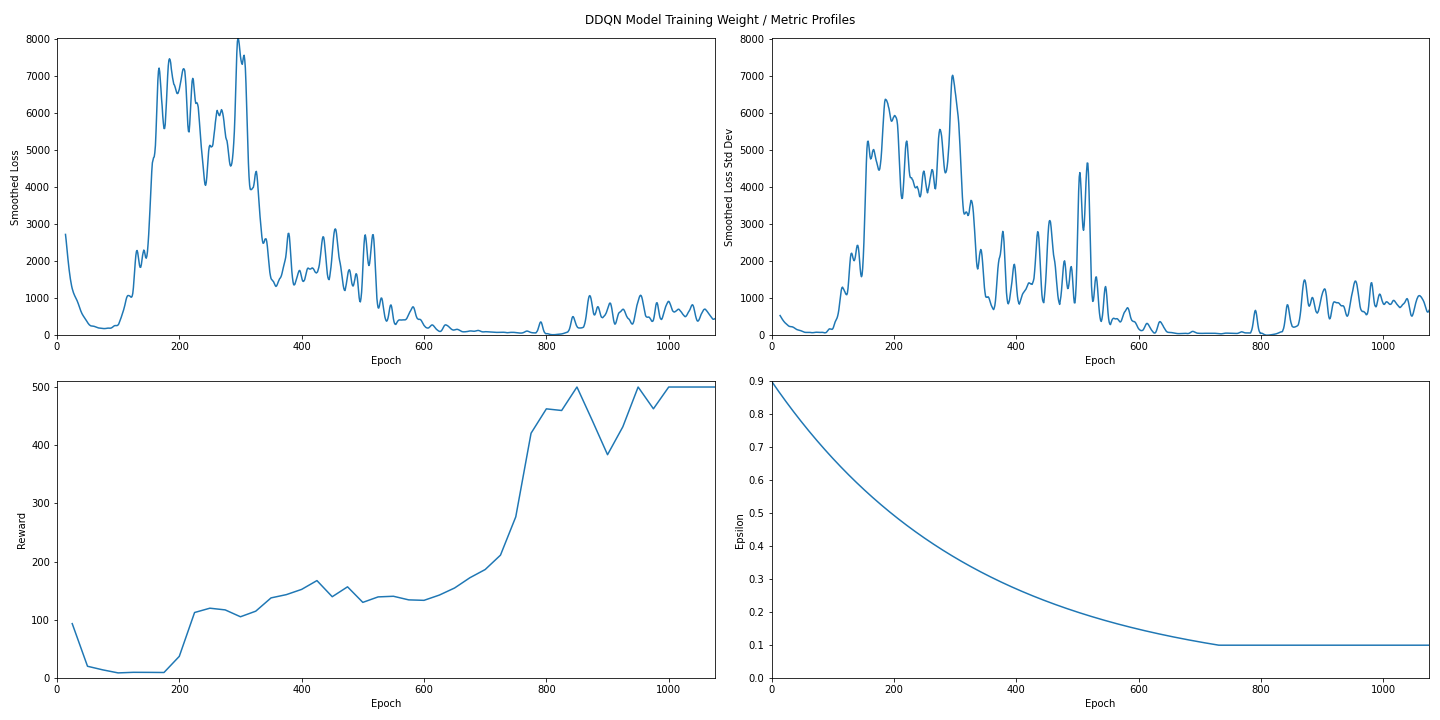 DDQN Model Training Weight / Metric Profiles
8000
7000
6000
5000
4000
3000
2000
1000
0
Smoothed Loss
0 200 400 600 800 1000
Epoch
8000
7000
6000
5000
4000
3000
2000
1000
0
Smoothed Loss Std Dev
0 200 400 600 800 1000
Epoch
500
400
300
200
100
0
Reward
0 200 400 600 800 1000
Epoch
0.9
0.8
0.7
0.6
0.5
0.4
0.3
0.2
0.1
0.0
Epsilon
0 200 400 600 800 1000
Epoch